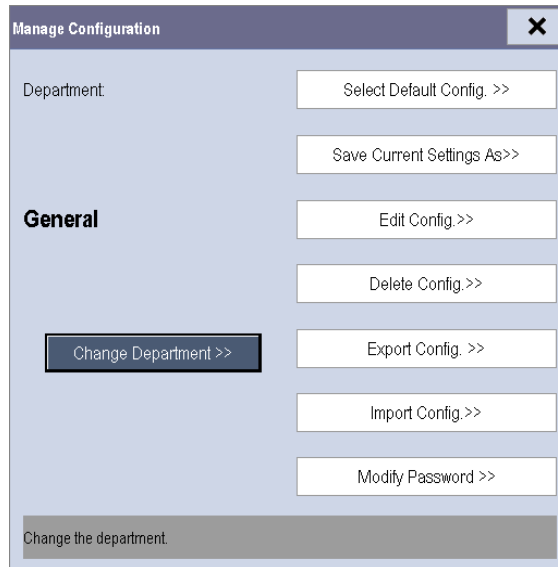 Manage Configuration
Department:
Select Default Config. >>
Save Current Settings As>>
General
Edit Config.>>
Delete Config.>>
Change Department >>
Export Config. >>
Import Config.>>
Modify Password >>
Change the department.